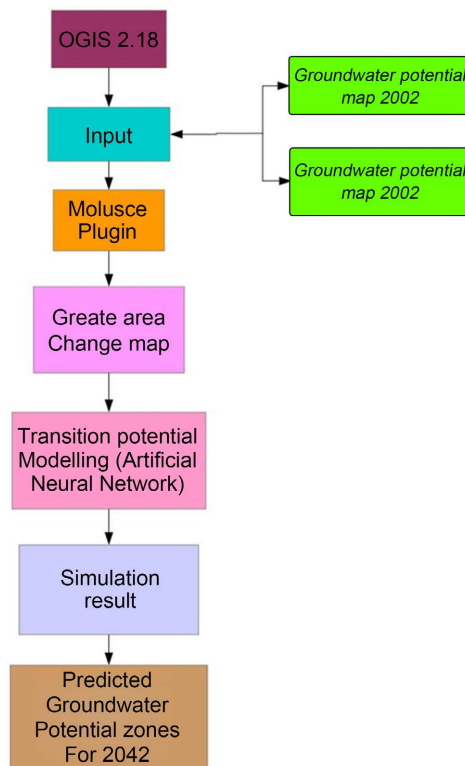 OGIS 2.18
Groundwater potential
map 2002
Input
Groundwater potential
map 2002
Molusce
Plugin
Greate area
Change map
Transition potential
Modelling (Artificial
Neural Network)
Simulation
result
Predicted
Groundwater
Potential zones
For 2042